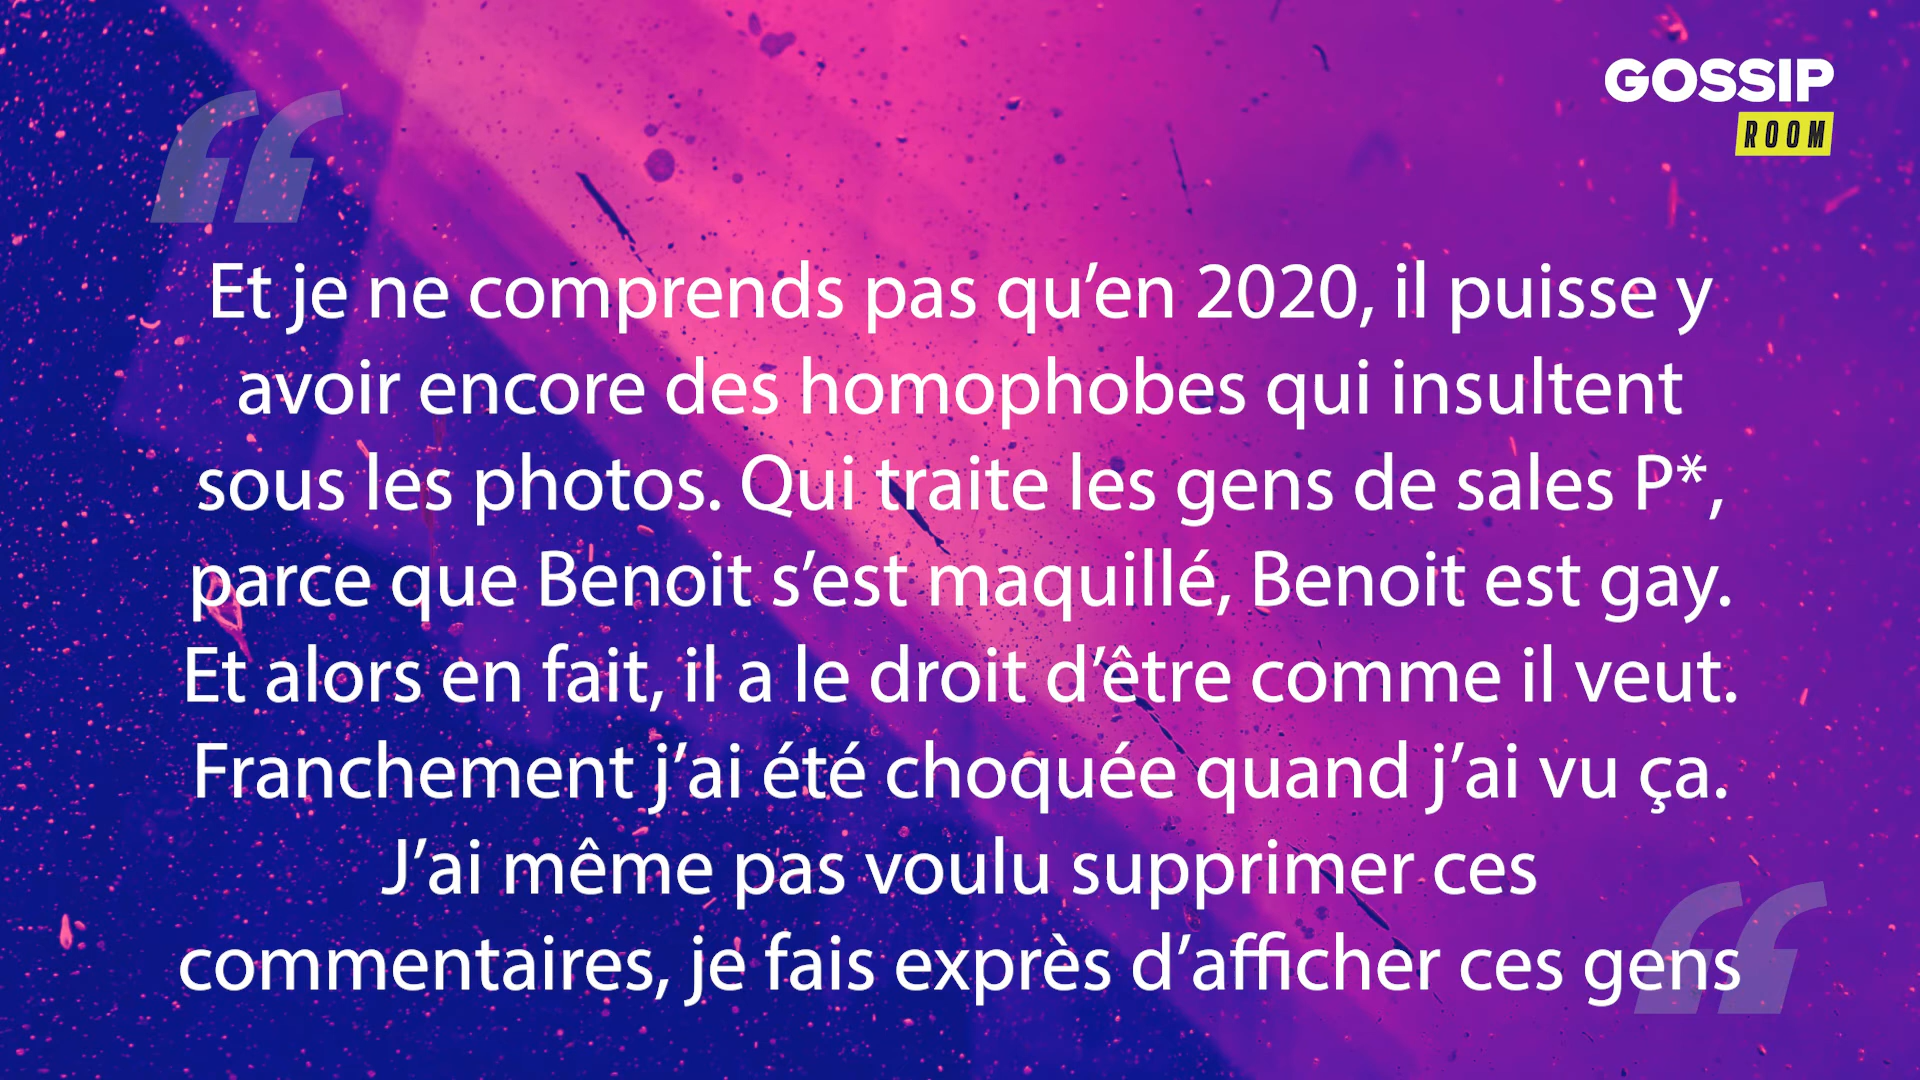 GOSSIP
ROOM
“
Et je ne comprends pas qu’en 2020, il puisse y
avoir encore des homophobes qui insultent
sous les photos. Qui traite les gens de sales P*,
parce que Benoit s’est maquillé, Benoit est gay.
Et alors en fait, il a le droit d’être comme il veut.
Franchement j’ai été choquée quand j’ai vu ça.
J’ai même pas voulu supprimer ces
commentaires, je fais exprès d’afficher ces gens
“